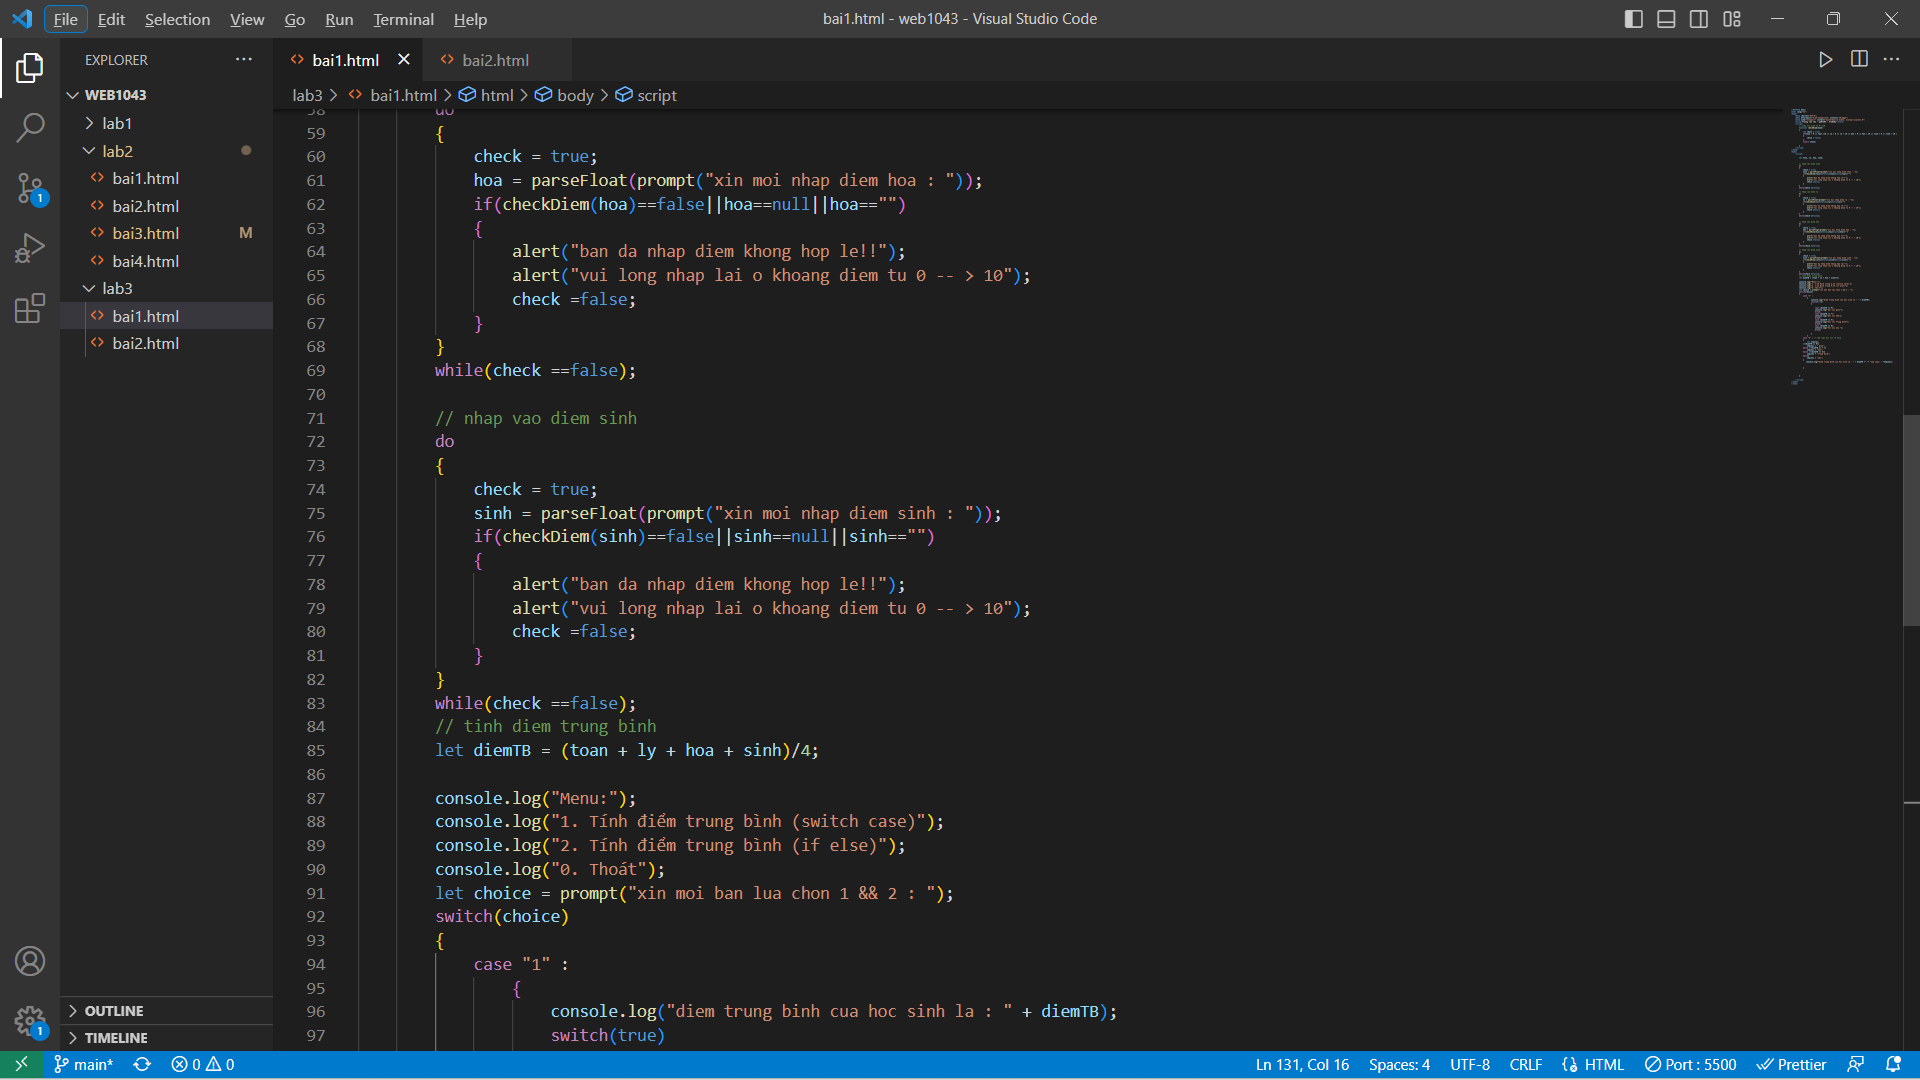 File Edit Selection View Go Run Terminal Help
bai1.html - web1043 - Visual Studio Code
EXPLORER
bai1.html
bai2.html
WEB1043
lab3 > bai1.html > html > body > script
lab1
lab2
bai1.html
bai2.html
bai3.html M
bai4.html
lab3
bai1.html
bai2.html
58 do
59 {
60 check = true;
61 hoa = parseFloat(prompt("xin moi nhap diem hoa : "));
62 if(checkDiem(hoa)==false||hoa==null||hoa=="")
63 {
64 alert("ban da nhap diem khong hop le!!");
65 alert("vui long nhap lai o khoang diem tu 0 -- > 10");
66 check =false;
67 }
68 }
69 while(check ==false);
70
71 // nhap vao diem sinh
72 do
73 {
74 check = true;
75 sinh = parseFloat(prompt("xin moi nhap diem sinh : "));
76 if(checkDiem(sinh)==false||sinh==null||sinh=="")
77 {
78 alert("ban da nhap diem khong hop le!!");
79 alert("vui long nhap lai o khoang diem tu 0 -- > 10");
80 check =false;
81 }
82 }
83 while(check ==false);
84 // tinh diem trung binh
85 let diemTB = (toan + ly + hoa + sinh)/4;
86
87 console.log("Menu:");
88 console.log("1. Tính điểm trung bình (switch case)");
89 console.log("2. Tính điểm trung bình (if else)");
90 console.log("0. Thoát");
91 let choice = prompt("xin moi ban lua chon 1 && 2 : ");
92 switch(choice)
93 {
94 case "1" :
95 {
96 console.log("diem trung binh cua hoc sinh la : " + diemTB);
97 switch(true)
1
1
OUTLINE
TIMELINE
main* 0 0 Ln 131, Col 16 Spaces: 4 UTF-8 CRLF HTML Port : 5500 Prettier